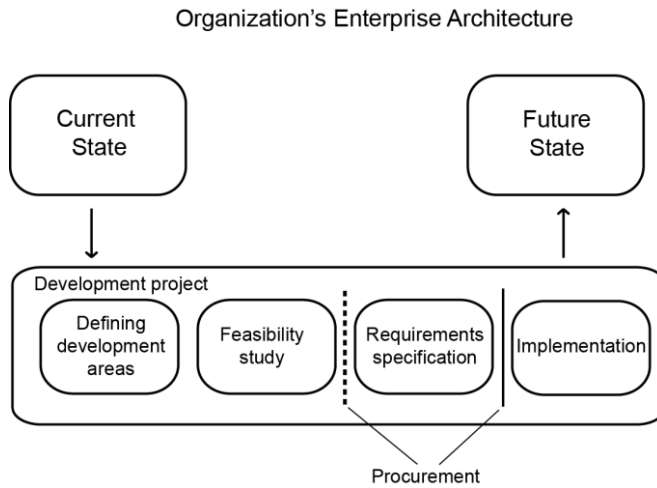 Organization’s Enterprise Architecture
Current
State
Future
State
Development project
Defining
development
areas
Feasibility
study
Requirements
specification
Implementation
Procurement